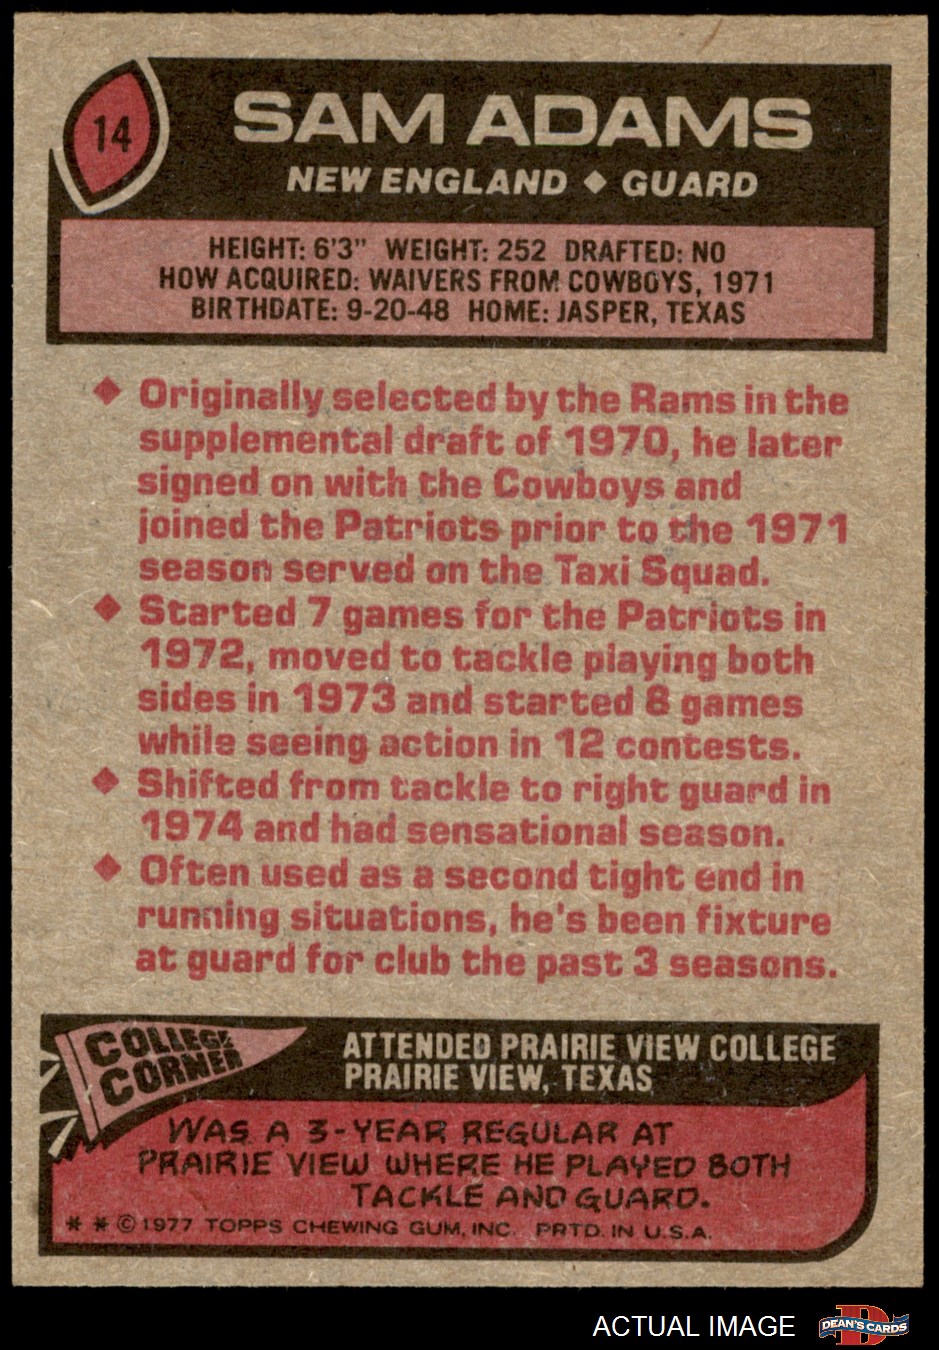 14
SAM ADAMS
NEW ENGLAND ◆ GUARD
HEIGHT: 6'3" WEIGHT: 252 DRAFTED: NO
HOW ACQUIRED: WAIVERS FROM COWBOYS, 1971
BIRTHDATE: 9-20-48 HOME: JASPER, TEXAS
◆ Originally selected by the Rams in the
supplemental draft of 1970, he later
signed on with the Cowboys and
joined the Patriots prior to the 1971
season served on the Taxi Squad.
◆ Started 7 games for the Patriots in
1972, moved to tackle playing both
sides in 1973 and started 8 games
while seeing action in 12 contests.
◆ Shifted from tackle to right guard in
1974 and had sensational season.
◆ Often used as a second tight end in
running situations, he's been fixture
at guard for club the past 3 seasons.
COLLEGE
CORNER
ATTENDED PRAIRIE VIEW COLLEGE
PRAIRIE VIEW, TEXAS
WAS A 3-YEAR REGULAR AT
PRAIRIE VIEW WHERE HE PLAYED BOTH
TACKLE AND GUARD.
* * © 1977 TOPPS CHEWING GUM, INC. PRTD. IN U.S.A.
ACTUAL IMAGE
D
DEAN'S CARDS